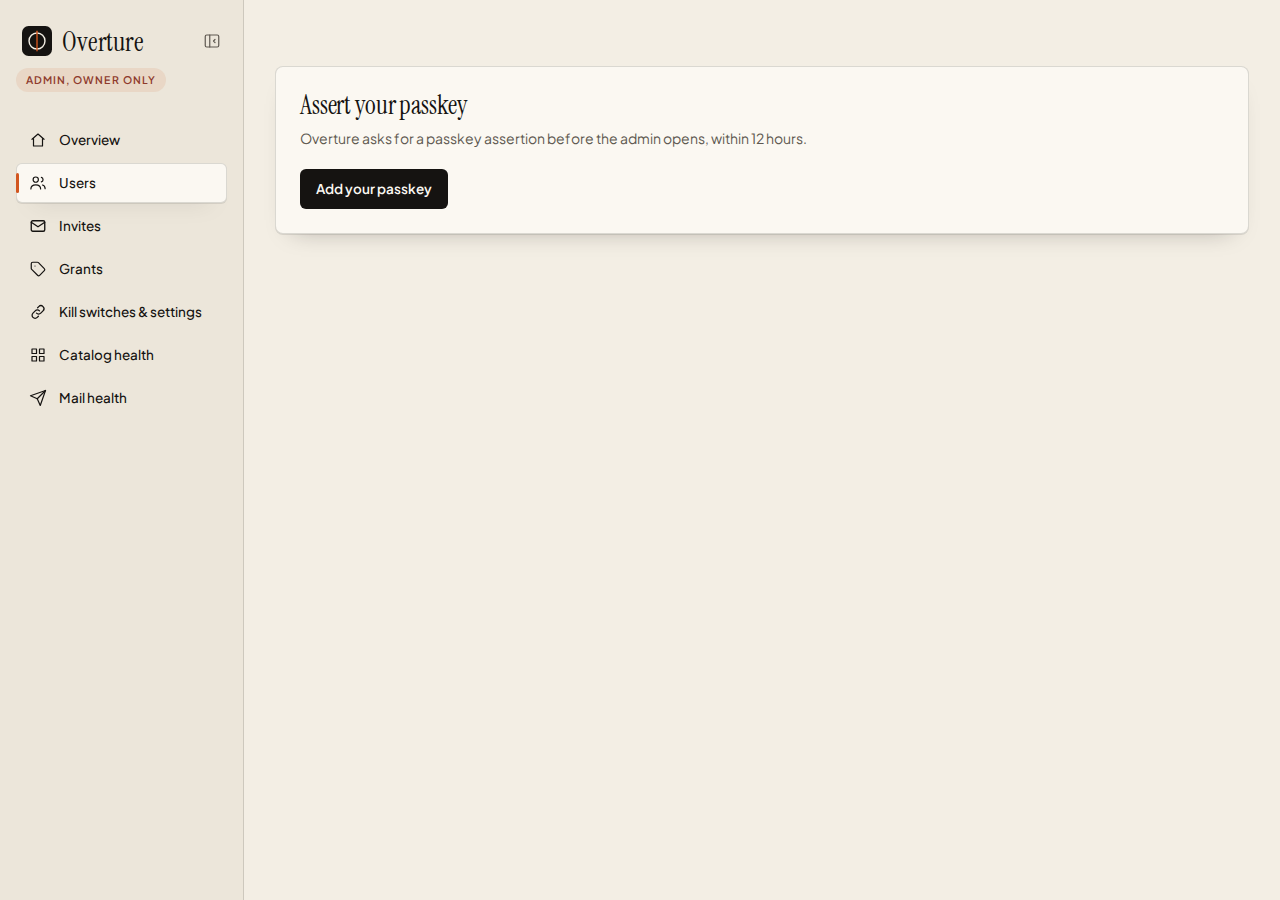 Overture
ADMIN, OWNER ONLY
Overview
Users
Invites
Grants
Kill switches & settings
Catalog health
Mail health
Assert your passkey
Overture asks for a passkey assertion before the admin opens, within 12 hours.
Add your passkey